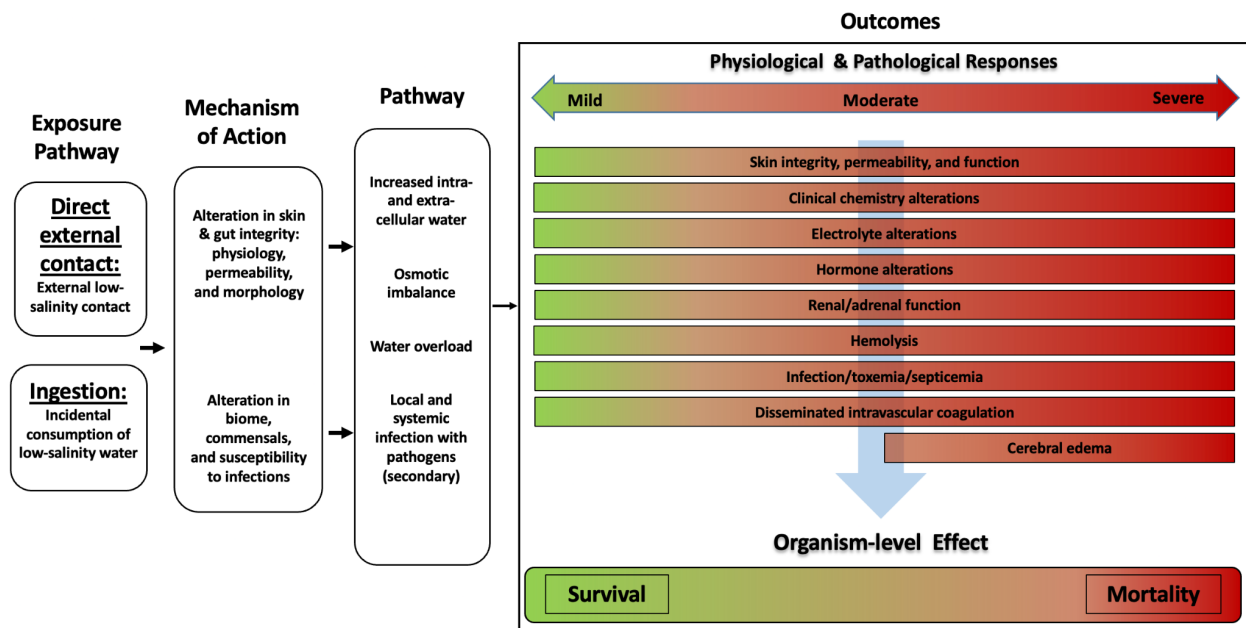 Outcomes
Physiological & Pathological Responses
Mild
Moderate
Severe
Exposure
Pathway
Direct
external
contact:
External low-
salinity contact
Ingestion:
Incidental
consumption of
low-salinity water
Mechanism
of Action
Alteration in skin
& gut integrity:
physiology,
permeability,
and morphology
Alteration in
biome,
commensals,
and susceptibility
to infections
Pathway
Increased intra-
and extra-
cellular water
Osmotic
imbalance
Water overload
Local and
systemic
infection with
pathogens
(secondary)
Skin integrity, permeability, and function
Clinical chemistry alterations
Electrolyte alterations
Hormone alterations
Renal/adrenal function
Hemolysis
Infection/toxemia/septicemia
Disseminated intravascular coagulation
Cerebral edema
Organism-level Effect
Survival
Mortality